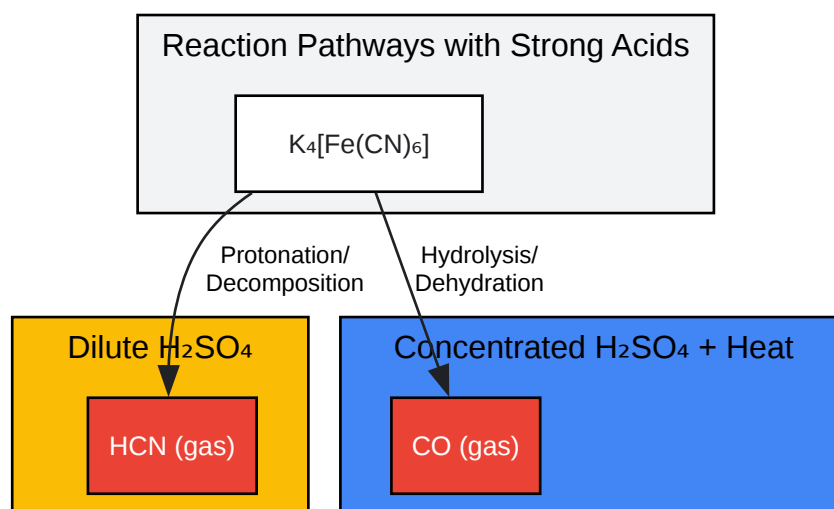 Reaction Pathways with Strong Acids
K₄[Fe(CN)₆]
Protonation/
Decomposition
Hydrolysis/
Dehydration
Dilute H₂SO₄
Concentrated H₂SO₄ + Heat
HCN (gas)
CO (gas)